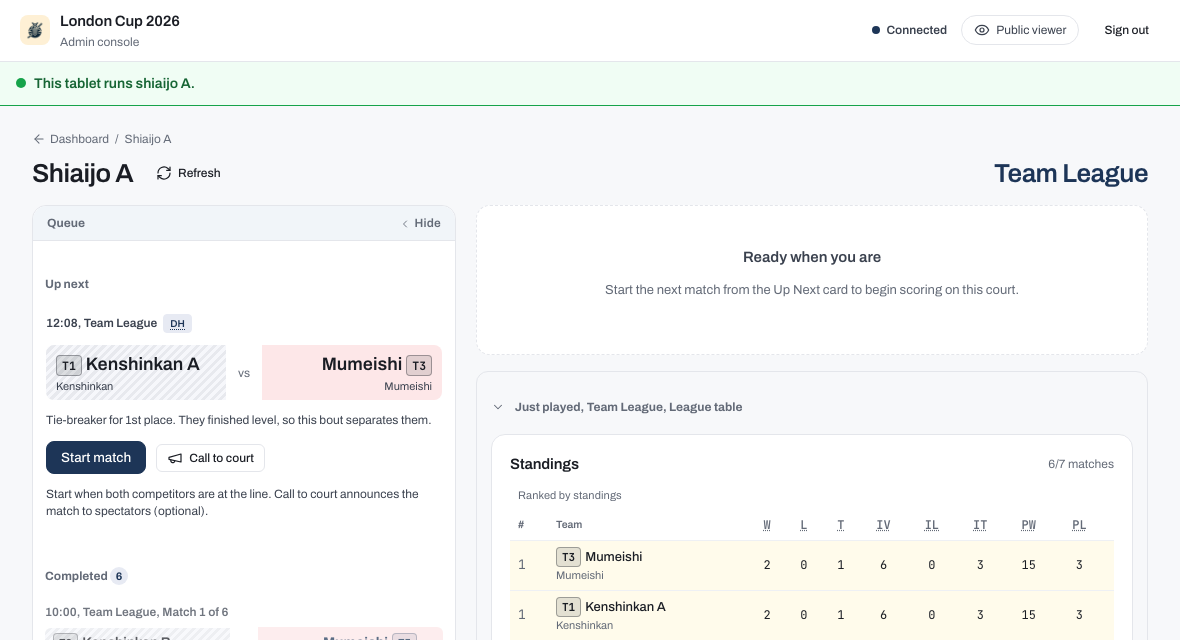 London Cup 2026
Admin console
Connected
Public viewer
Sign out
This tablet runs shiaijo A.
Dashboard / Shiaijo A
Shiaijo A
Refresh
Team League
Queue
Hide
Up next
12:08, Team League DH
T1 Kenshinkan A
Kenshinkan
vs
Mumeishi T3
Mumeishi
Tie-breaker for 1st place. They finished level, so this bout separates them.
Start match
Call to court
Start when both competitors are at the line. Call to court announces the
match to spectators (optional).
Completed 6
10:00, Team League, Match 1 of 6
Kenshinkan B
Mumeishi
Ready when you are
Start the next match from the Up Next card to begin scoring on this court.
Just played, Team League, League table
Standings
6/7 matches
Ranked by standings
# Team W L T IV IL IT PW PL
1 T3 Mumeishi 2 0 1 6 0 3 15 3
Mumeishi
1 T1 Kenshinkan A 2 0 1 6 0 3 15 3
Kenshinkan